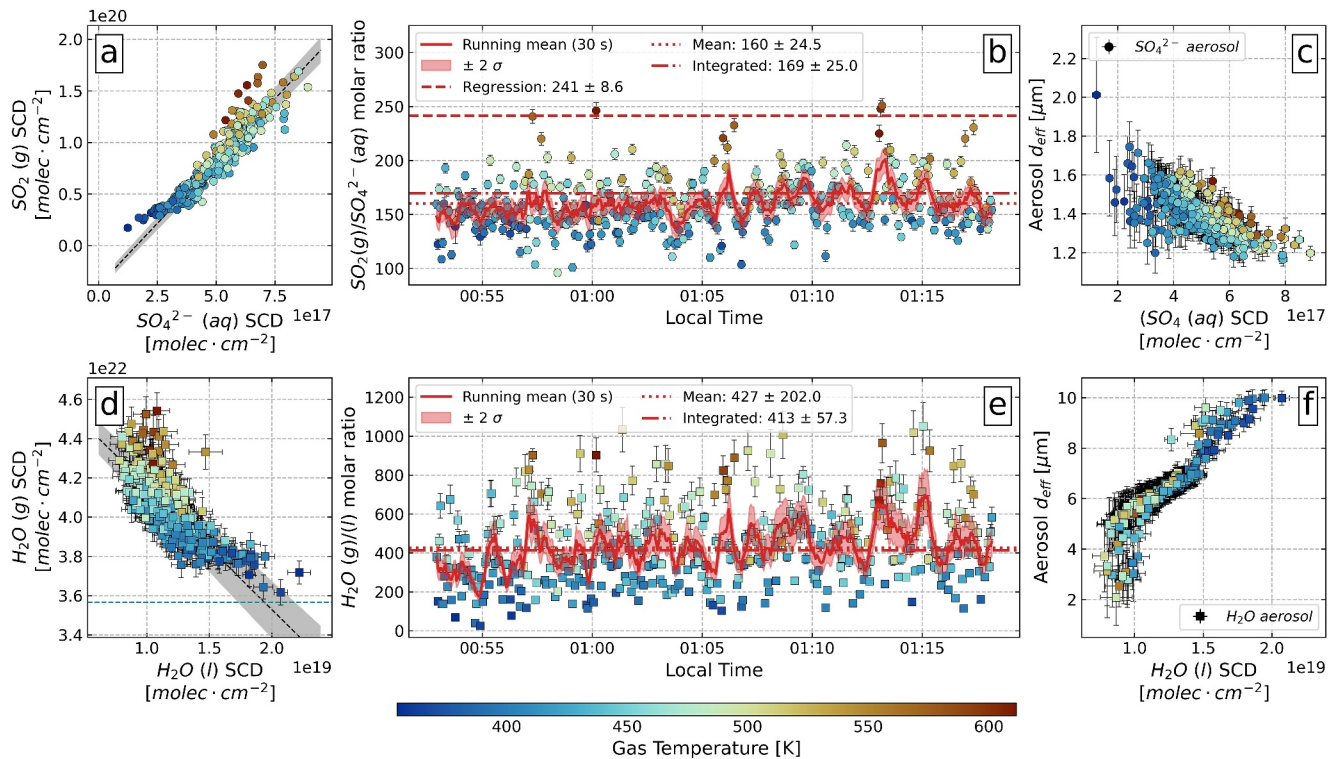 1e20
a
2.0
1.5
1.0
0.5
0.0
SO₂ (g) SCD
[molec · cm⁻²]
0.0 2.5 5.0 7.5
1e17
SO₄²⁻ (aq) SCD
[molec · cm⁻²]
b
Running mean (30 s)
± 2 σ
Regression: 241 ± 8.6
Mean: 160 ± 24.5
Integrated: 169 ± 25.0
300
250
200
150
100
SO₂(g)/SO₄²⁻(aq) molar ratio
00:55 01:00 01:05 01:10 01:15
Local Time
c
SO₄²⁻ aerosol
2.2
2.0
1.8
1.6
1.4
1.2
Aerosol d_eff [μm]
2 4 6 8
1e17
(SO₄ (aq) SCD
[molec · cm⁻²]
1e22
d
4.6
4.4
4.2
4.0
3.8
3.6
3.4
H₂O (g) SCD
[molec · cm⁻²]
1.0 1.5 2.0
1e19
H₂O (l) SCD
[molec · cm⁻²]
e
Running mean (30 s)
± 2 σ
Mean: 427 ± 202.0
Integrated: 413 ± 57.3
1200
1000
800
600
400
200
0
H₂O (g)/(l) molar ratio
00:55 01:00 01:05 01:10 01:15
Local Time
f
10
8
6
4
2
Aerosol d_eff [μm]
H₂O aerosol
1.0 1.5 2.0
1e19
H₂O (l) SCD
[molec · cm⁻²]
400 450 500 550 600
Gas Temperature [K]